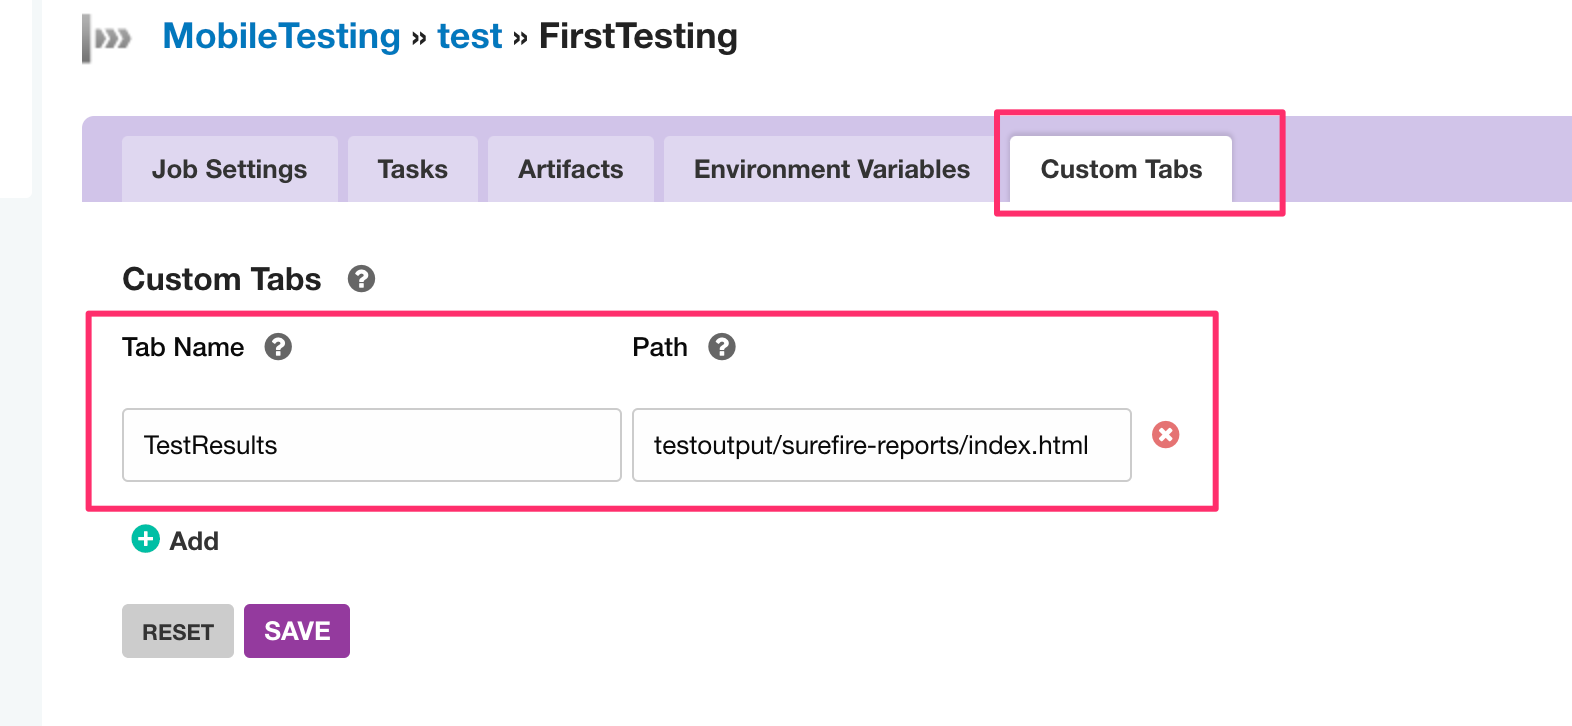 MobileTesting » test » FirstTesting
Job Settings Tasks Artifacts Environment Variables Custom Tabs
Custom Tabs ?
Tab Name ? Path ?
TestResults testoutput/surefire-reports/index.html
Add
RESET SAVE